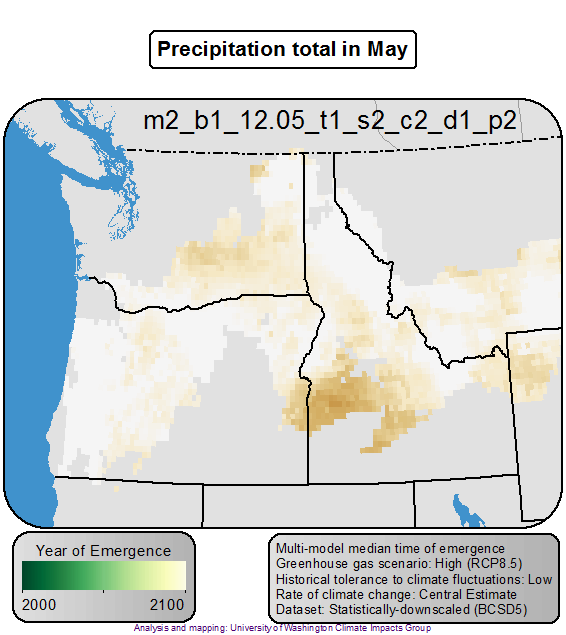 Precipitation total in May
m2_b1_12.05_t1_s2_c2_d1_p2
Year of Emergence
2000 2100
Multi-model median time of emergence
Greenhouse gas scenario: High (RCP8.5)
Historical tolerance to climate fluctuations: Low
Rate of climate change: Central Estimate
Dataset: Statistically-downscaled (BCSD5)
Analysis and mapping: University of Washington Climate Impacts Group